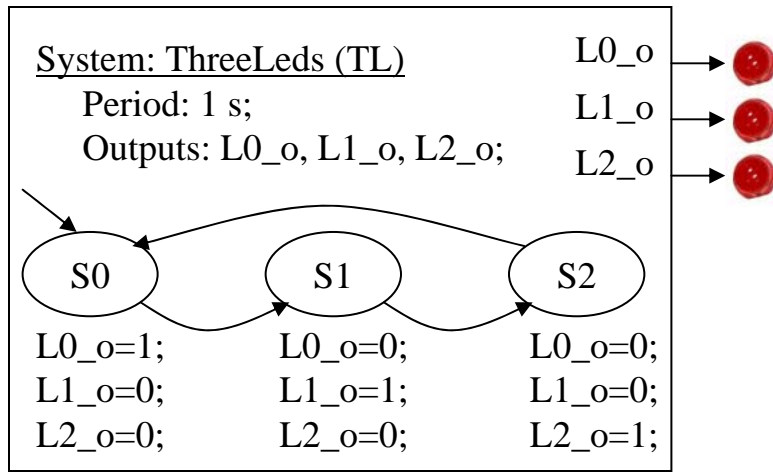 System: ThreeLeds (TL)
Period: 1 s;
Outputs: L0_o, L1_o, L2_o;
L0_o
L1_o
L2_o
S0
S1
S2
L0_o=1;
L1_o=0;
L2_o=0;
L0_o=0;
L1_o=1;
L2_o=0;
L0_o=0;
L1_o=0;
L2_o=1;